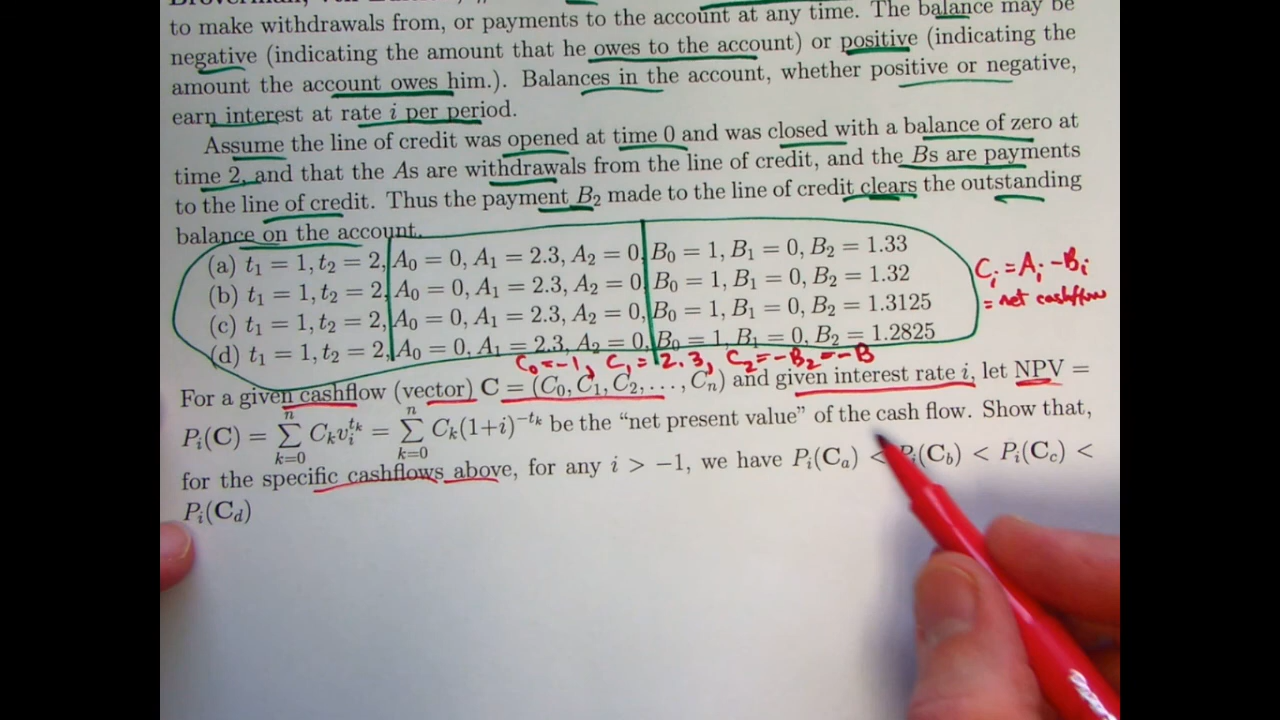 to make withdrawals from, or payments to the account at any time. The balance may be
negative (indicating the amount that he owes to the account) or positive (indicating the
amount the account owes him.). Balances in the account, whether positive or negative,
earn interest at rate i per period.
Assume the line of credit was opened at time 0 and was closed with a balance of zero at
time 2, and that the As are withdrawals from the line of credit, and the Bs are payments
to the line of credit. Thus the payment B₂ made to the line of credit clears the outstanding
balance on the account.
(a) t₁ = 1, t₂ = 2, A₀ = 0, A₁ = 2.3, A₂ = 0, B₀ = 1, B₁ = 0, B₂ = 1.33
(b) t₁ = 1, t₂ = 2, A₀ = 0, A₁ = 2.3, A₂ = 0, B₀ = 1, B₁ = 0, B₂ = 1.32
(c) t₁ = 1, t₂ = 2, A₀ = 0, A₁ = 2.3, A₂ = 0, B₀ = 1, B₁ = 0, B₂ = 1.3125
(d) t₁ = 1, t₂ = 2, A₀ = 0, A₁ = 2.3, A₂ = 0, B₀ = 1, B₁ = 0, B₂ = 1.2825
Cᵢ = Aᵢ - Bᵢ
= net cashflow
C₀ = -1, C₁ = 2.3, C₂ = -B₂ = -B
For a given cashflow (vector) C = (C₀, C₁, C₂, . . . , Cₙ) and given interest rate i, let NPV =
Pᵢ(C) = ∑ₖ₌₀ⁿ Cₖvᵢ^{tₖ} = ∑ₖ₌₀ⁿ Cₖ(1+i)^{-tₖ} be the “net present value” of the cash flow. Show that,
for the specific cashflows above, for any i > −1, we have Pᵢ(Cₐ) < Pᵢ(C_b) < Pᵢ(C_c) <
Pᵢ(C_d)